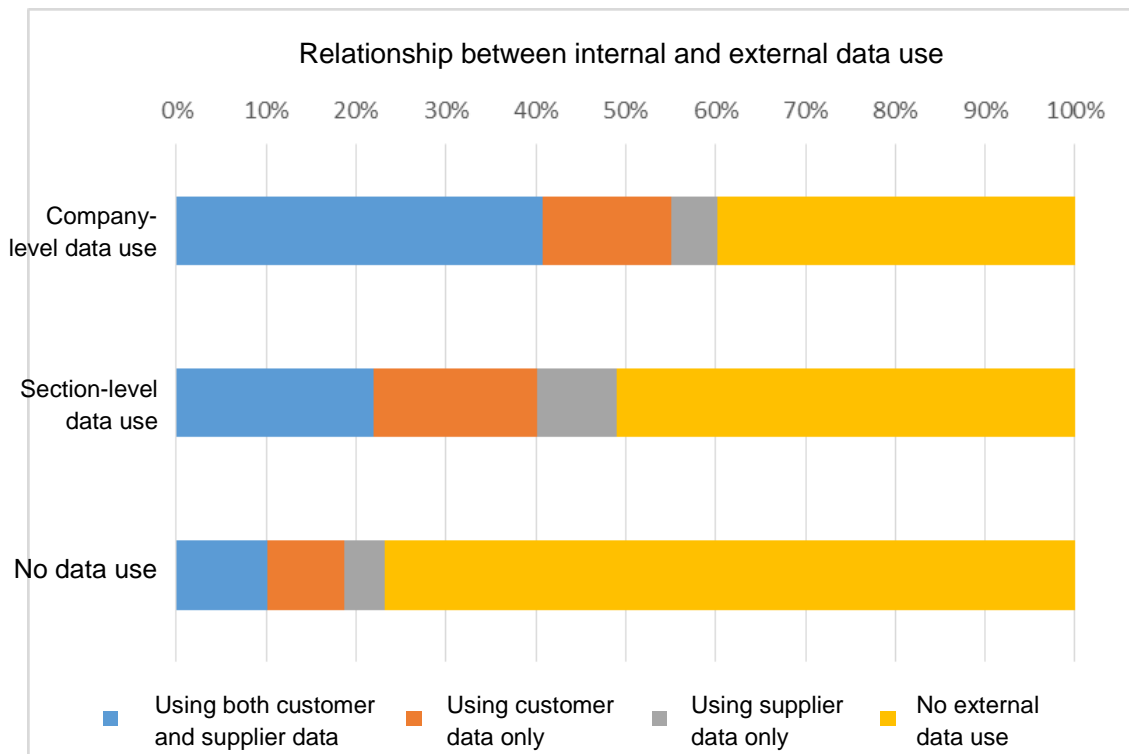 Relationship between internal and external data use
0% 10% 20% 30% 40% 50% 60% 70% 80% 90% 100%
Company-
level data use
Section-level
data use
No data use
Using both customer
and supplier data
Using customer
data only
Using supplier
data only
No external
data use